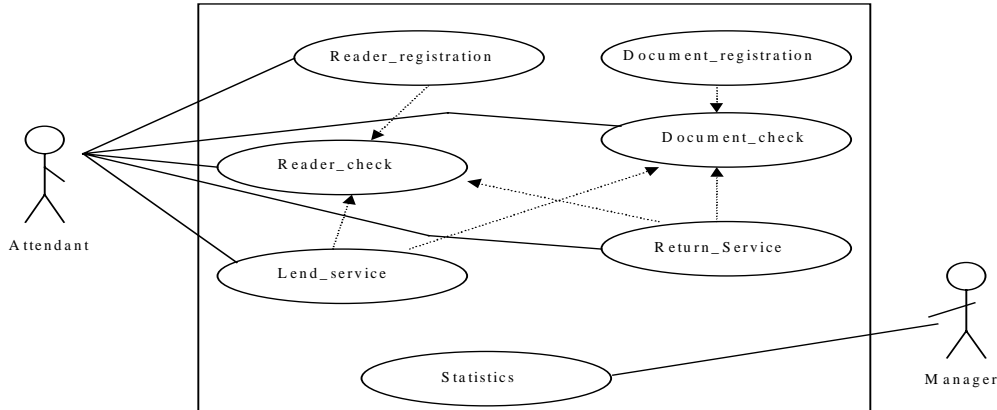 Reader_registration
Document_registration
Document_check
Reader_check
Attendant
Return_Service
Lend_service
Statistics
Manager